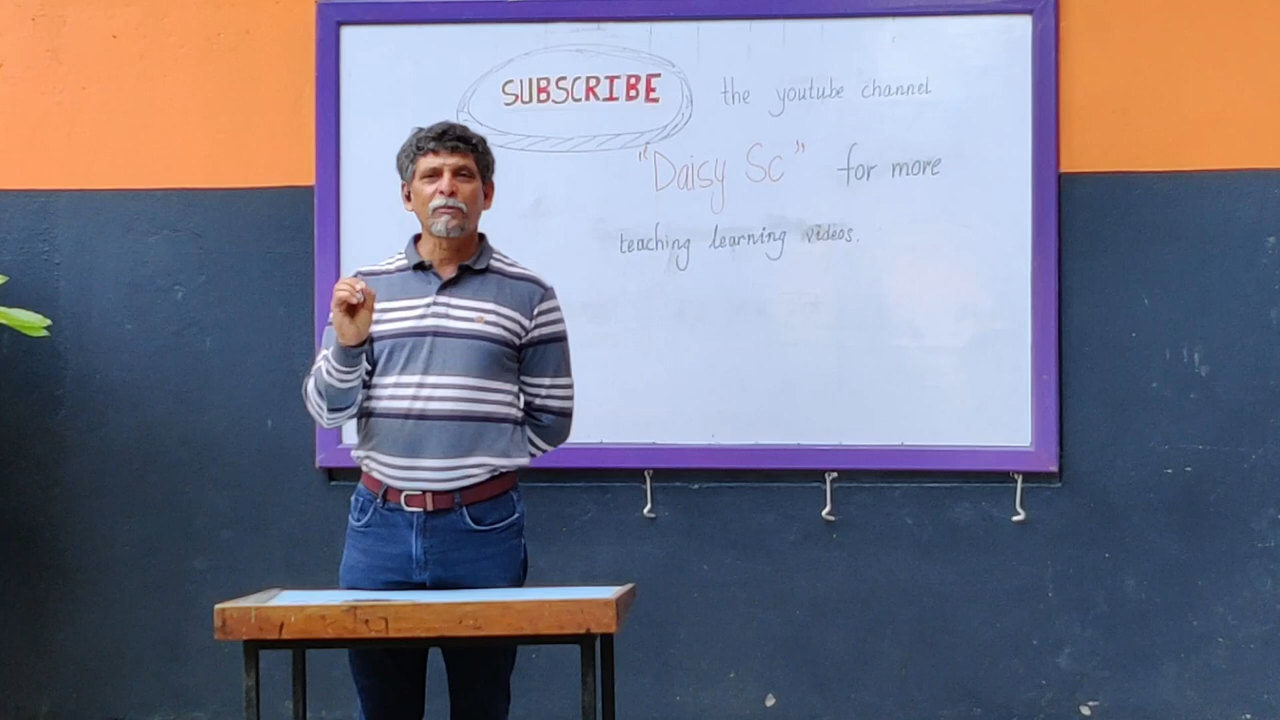 SUBSCRIBE the youtube channel
"Daisy Sc" for more
teaching learning videos.